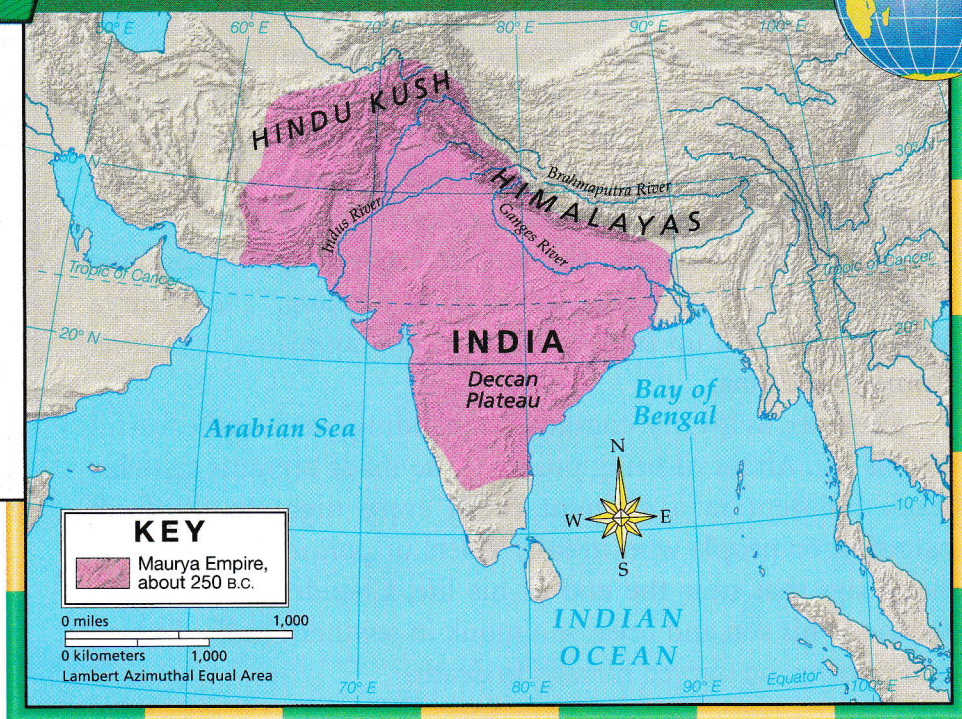 50° E
60° E
70° E
80° E
90° E
100° E
HINDU KUSH
30° N
30° N
Brahmaputra River
HIMALAYAS
Indus River
Ganges River
Tropic of Cancer
Tropic of Cancer
20° N
20° N
INDIA
Deccan
Plateau
Bay of
Bengal
Arabian Sea
N
W
E
S
10° N
KEY
Maurya Empire,
about 250 B.C.
0 miles
1,000
0 kilometers
1,000
Lambert Azimuthal Equal Area
INDIAN
OCEAN
70° E
80° E
90° E
Equator
100° E